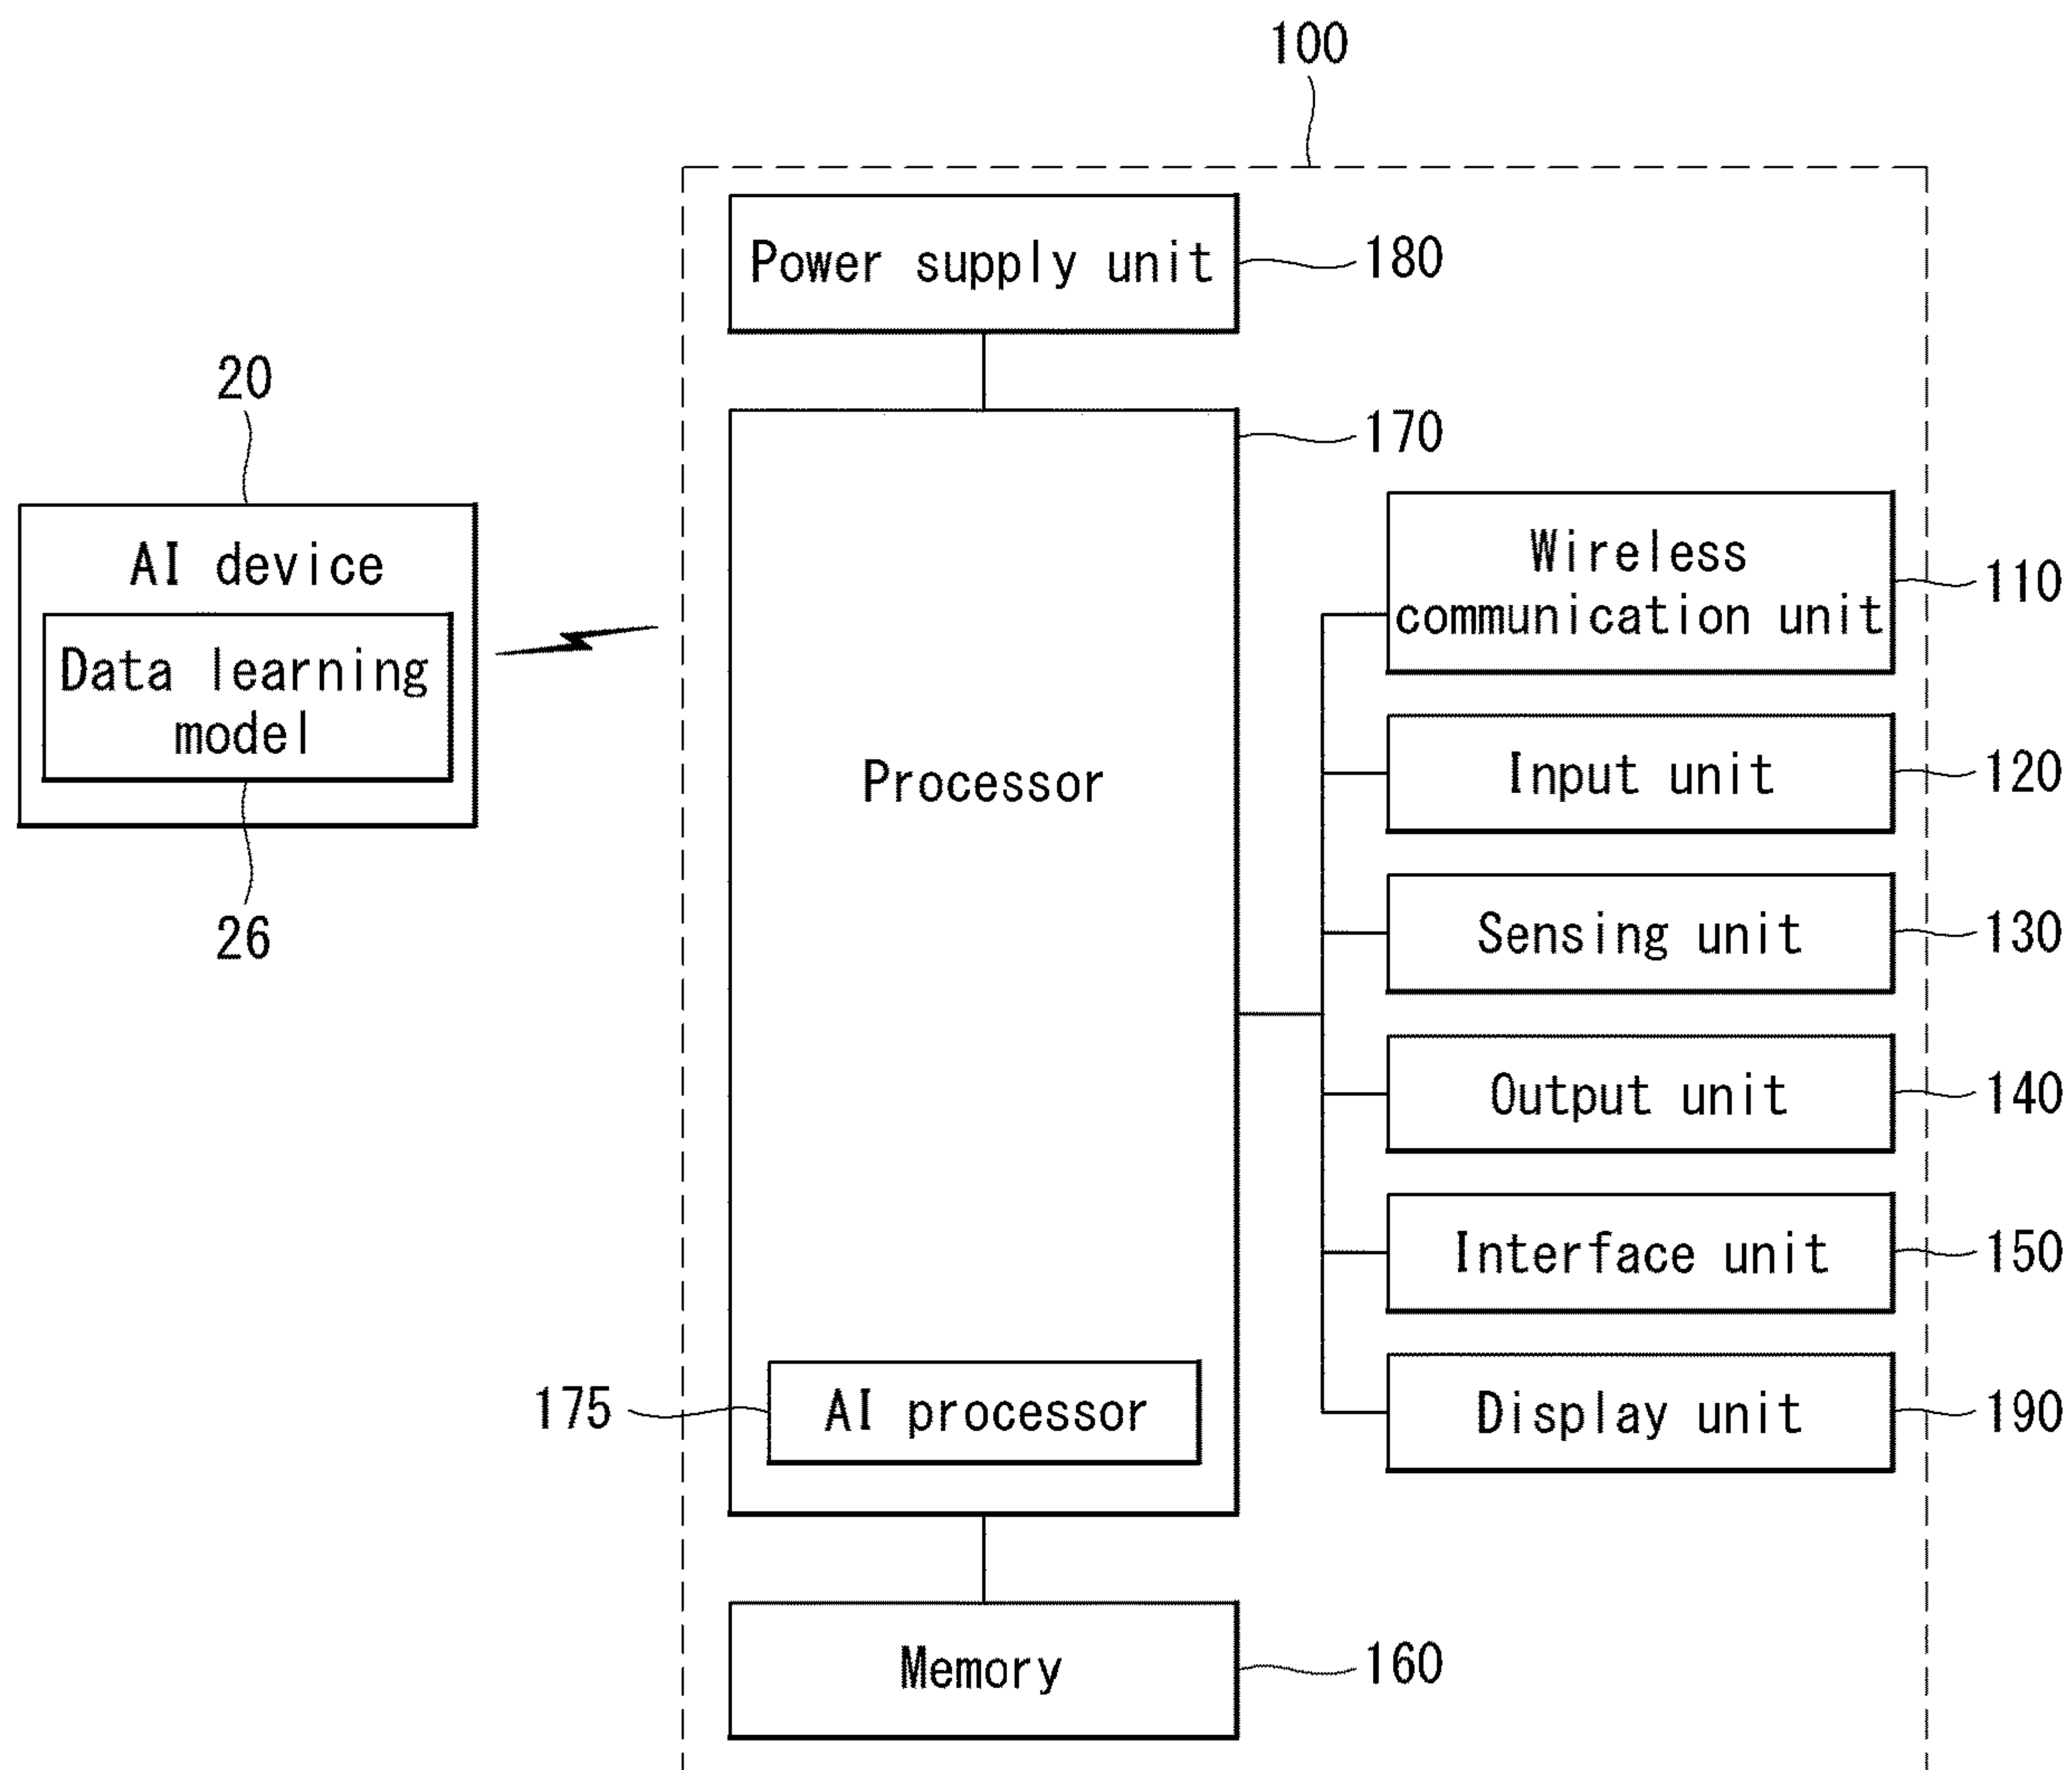 100
Power supply unit
180
20
170
AI device
Data learning
model
26
Processor
Wireless
communication unit
110
Input unit
120
Sensing unit
130
Output unit
140
Interface unit
150
175
AI processor
Display unit
190
Memory
160